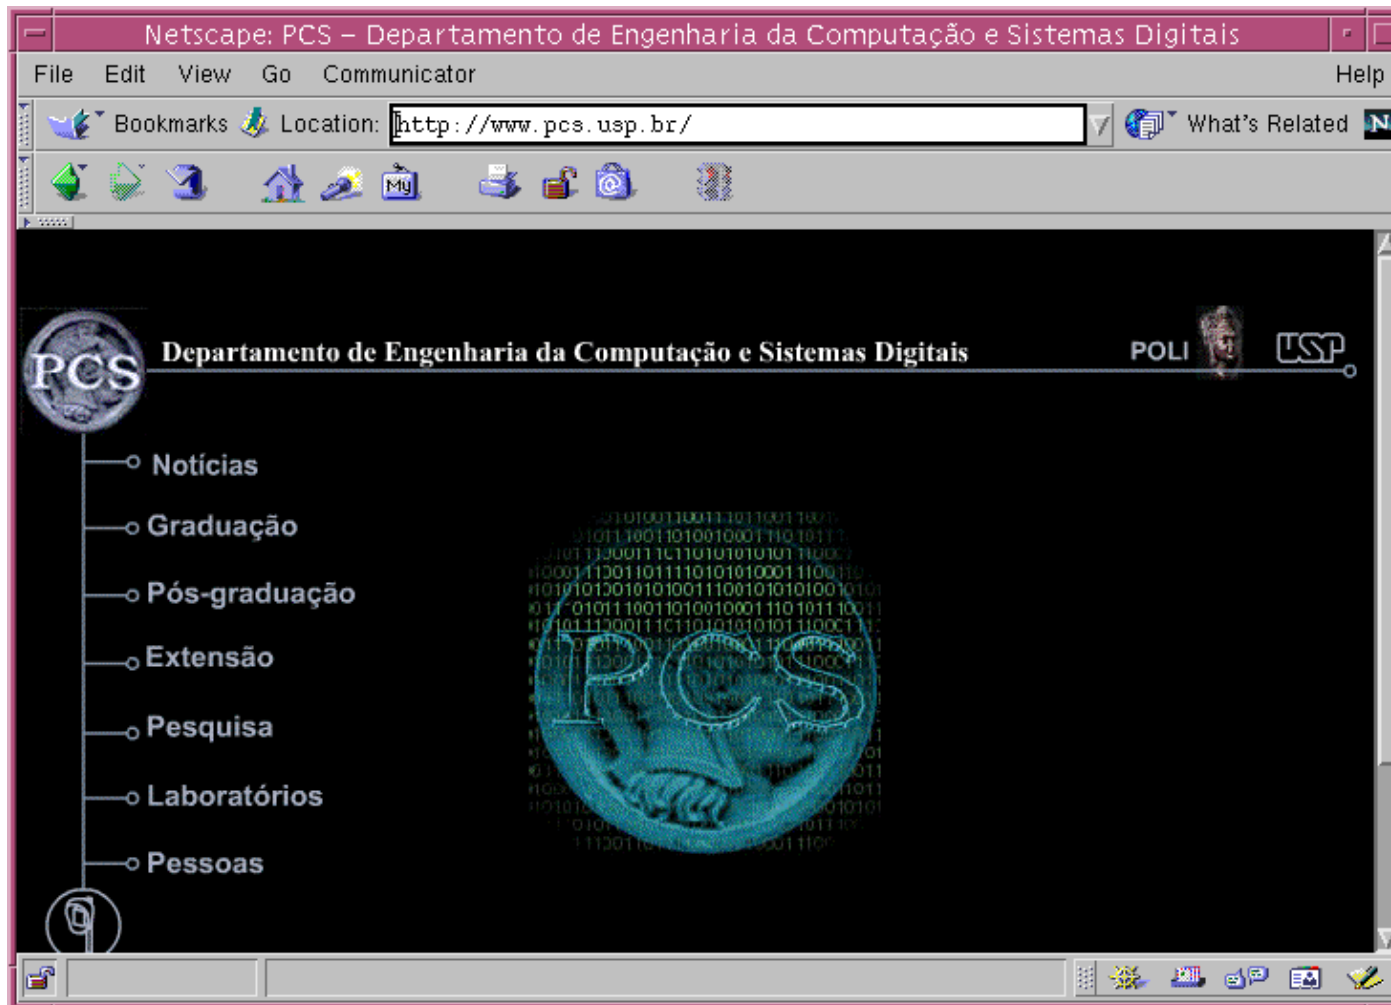 Netscape: PCS – Departamento de Engenharia da Computação e Sistemas Digitais
File Edit View Go Communicator Help
Bookmarks Location: http://www.pcs.usp.br/ What's Related N
My
PCS Departamento de Engenharia da Computação e Sistemas Digitais POLI USP
Notícias
Graduação
Pós-graduação
Extensão
Pesquisa
Laboratórios
Pessoas
PCS